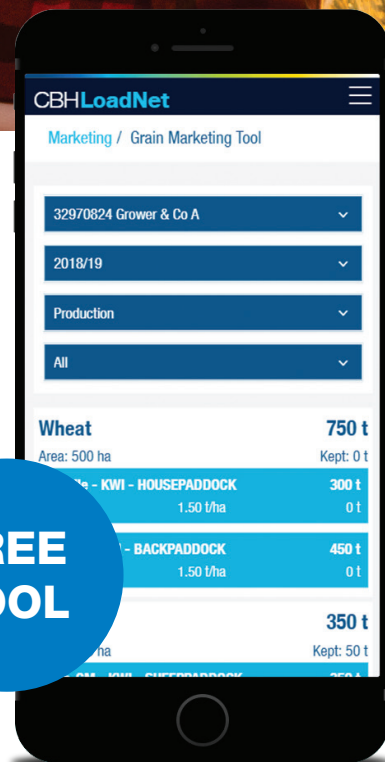 CBHLoadNet
Marketing / Grain Marketing Tool
32970824 Grower & Co A
2018/19
Production
All
Wheat 750 t
Area: 500 ha Kept: 0 t
- KWI - HOUSEPADDOCK 300 t
1.50 t/ha 0 t
- BACKPADDOCK 450 t
1.50 t/ha 0 t
350 t
ha Kept: 50 t
REE
OOL